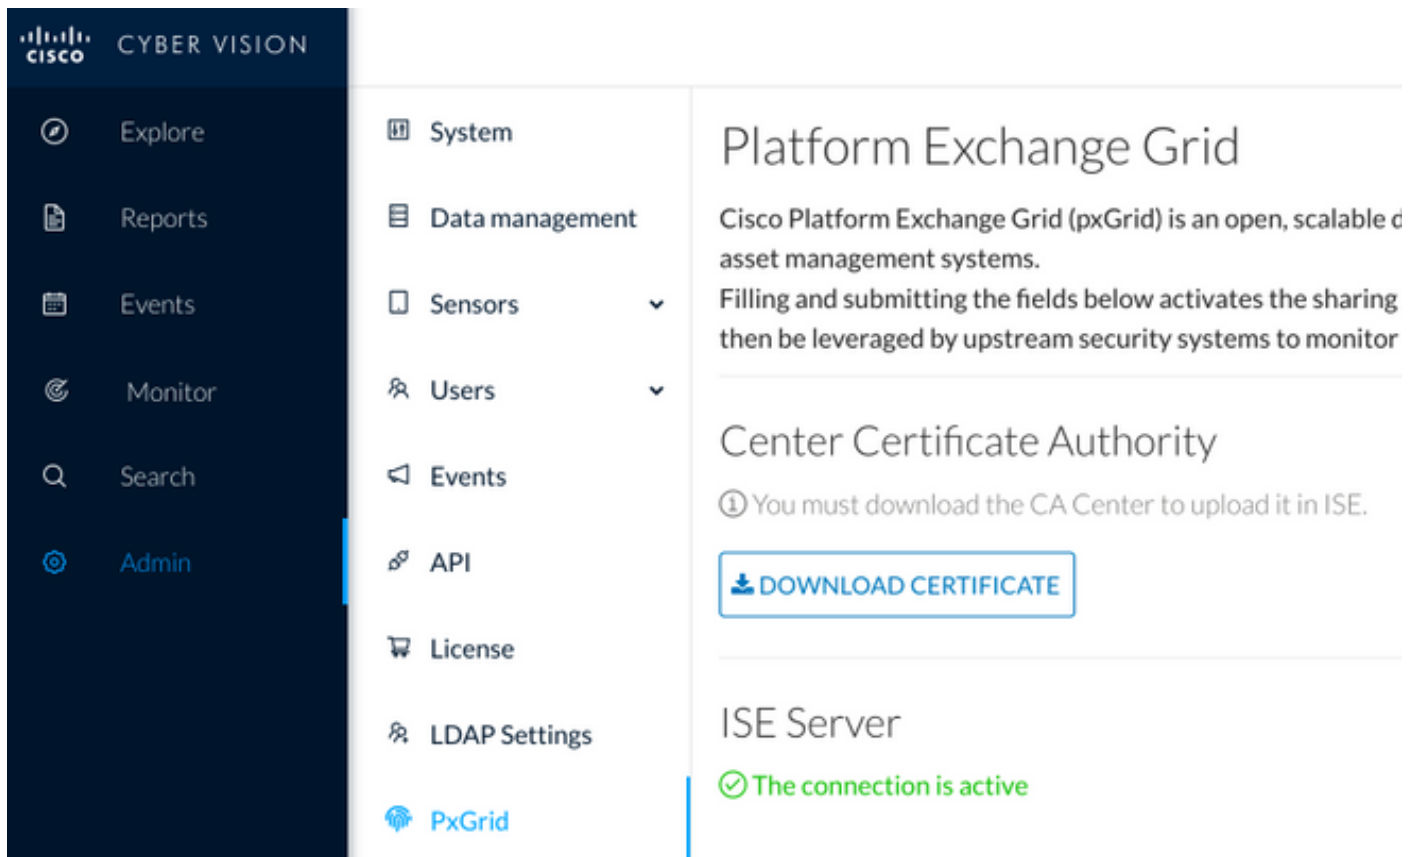 CISCO CYBER VISION
Explore
Reports
Events
Monitor
Search
Admin
System
Data management
Sensors
Users
Events
API
License
LDAP Settings
PxGrid
Platform Exchange Grid
Cisco Platform Exchange Grid (pxGrid) is an open, scalable
asset management systems.
Filling and submitting the fields below activates the sharing
then be leveraged by upstream security systems to monitor
Center Certificate Authority
You must download the CA Center to upload it in ISE.
DOWNLOAD CERTIFICATE
ISE Server
The connection is active